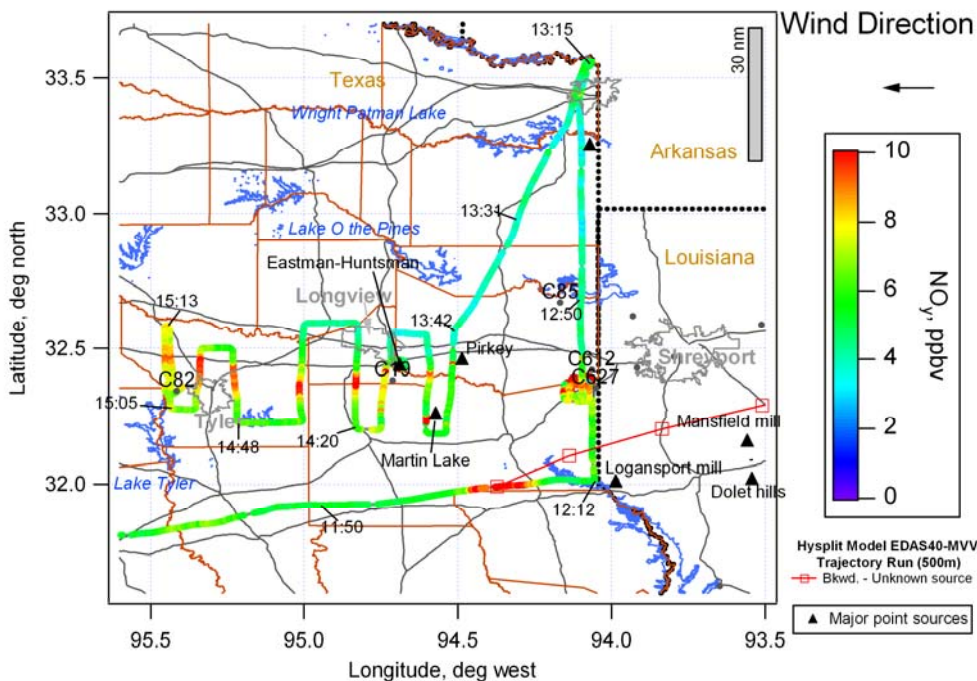 Wind Direction
13:15
30 nm
33.5
Texas
Wright Patman Lake
Arkansas
10
8
6
4
2
0
NOy, ppbv
33.0
13:31
Lake O the Pines
Louisiana
Eastman-Huntsman
Longview
C85
12:50
15:13
13:42
32.5
Pirkey
C612
Shreveport
C82
C19
C627
15:05
Tyler
Mansfield mill
14:48
14:20
Martin Lake
Logansport mill
Lake Tyler
32.0
Dolet hills
11:50
12:12
Hysplit Model EDAS40-MVV
Trajectory Run (500m)
Bkwd. - Unknown source
Major point sources
95.5
95.0
94.5
94.0
93.5
Latitude, deg north
Longitude, deg west